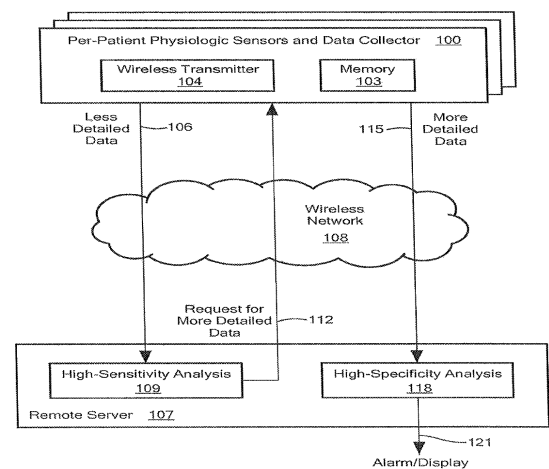 Per-Patient Physiologic Sensors and Data Collector 100
Wireless Transmitter
104
Memory
103
Less
Detailed
Data
106
115
More
Detailed
Data
Wireless
Network
108
Request for
More Detailed
Data
112
High-Sensitivity Analysis
109
High-Specificity Analysis
118
Remote Server 107
121
Alarm/Display